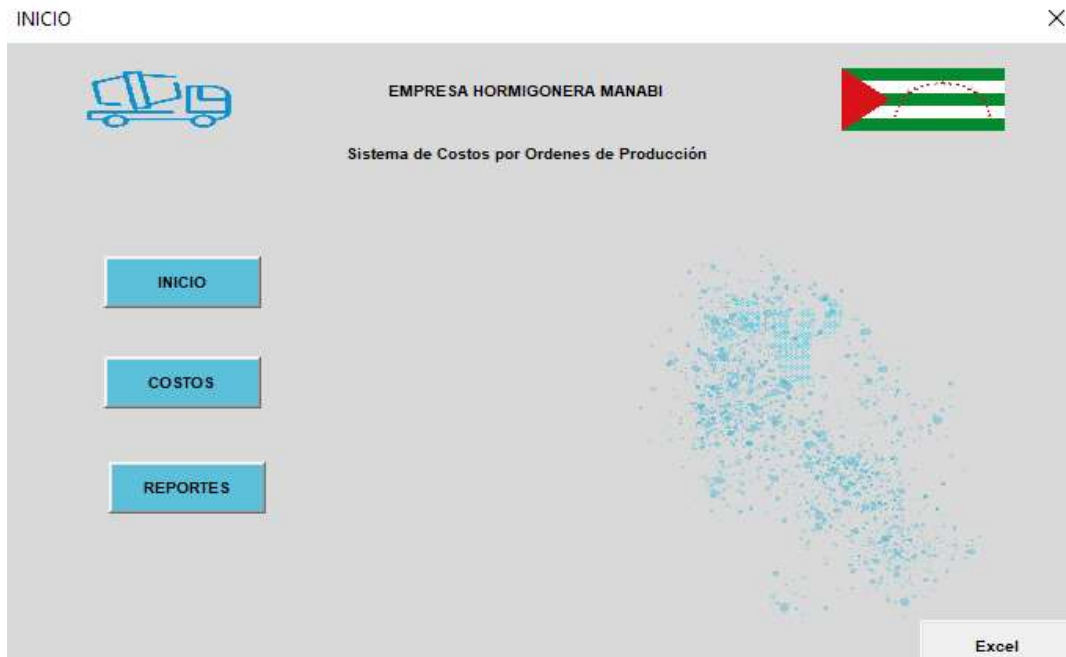 INICIO
EMPRESA HORMIGONERA MANABI
Sistema de Costos por Ordenes de Producción
INICIO
COSTOS
REPORTES
Excel